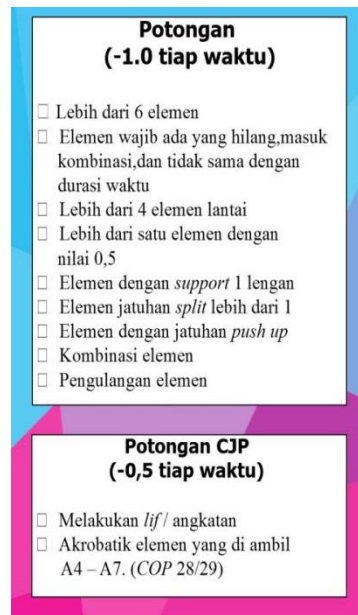 Potongan
(-1.0 tiap waktu)
□ Lebih dari 6 elemen
□ Elemen wajib ada yang hilang,masuk
kombinasi,dan tidak sama dengan
durasi waktu
□ Lebih dari 4 elemen lantai
□ Lebih dari satu elemen dengan
nilai 0,5
□ Elemen dengan support 1 lengan
□ Elemen jatuhan split lebih dari 1
□ Elemen dengan jatuhan push up
□ Kombinasi elemen
□ Pengulangan elemen
Potongan CJP
(-0,5 tiap waktu)
□ Melakukan lif / angkatan
□ Akrobatik elemen yang di ambil
A4 – A7. (COP 28/29)